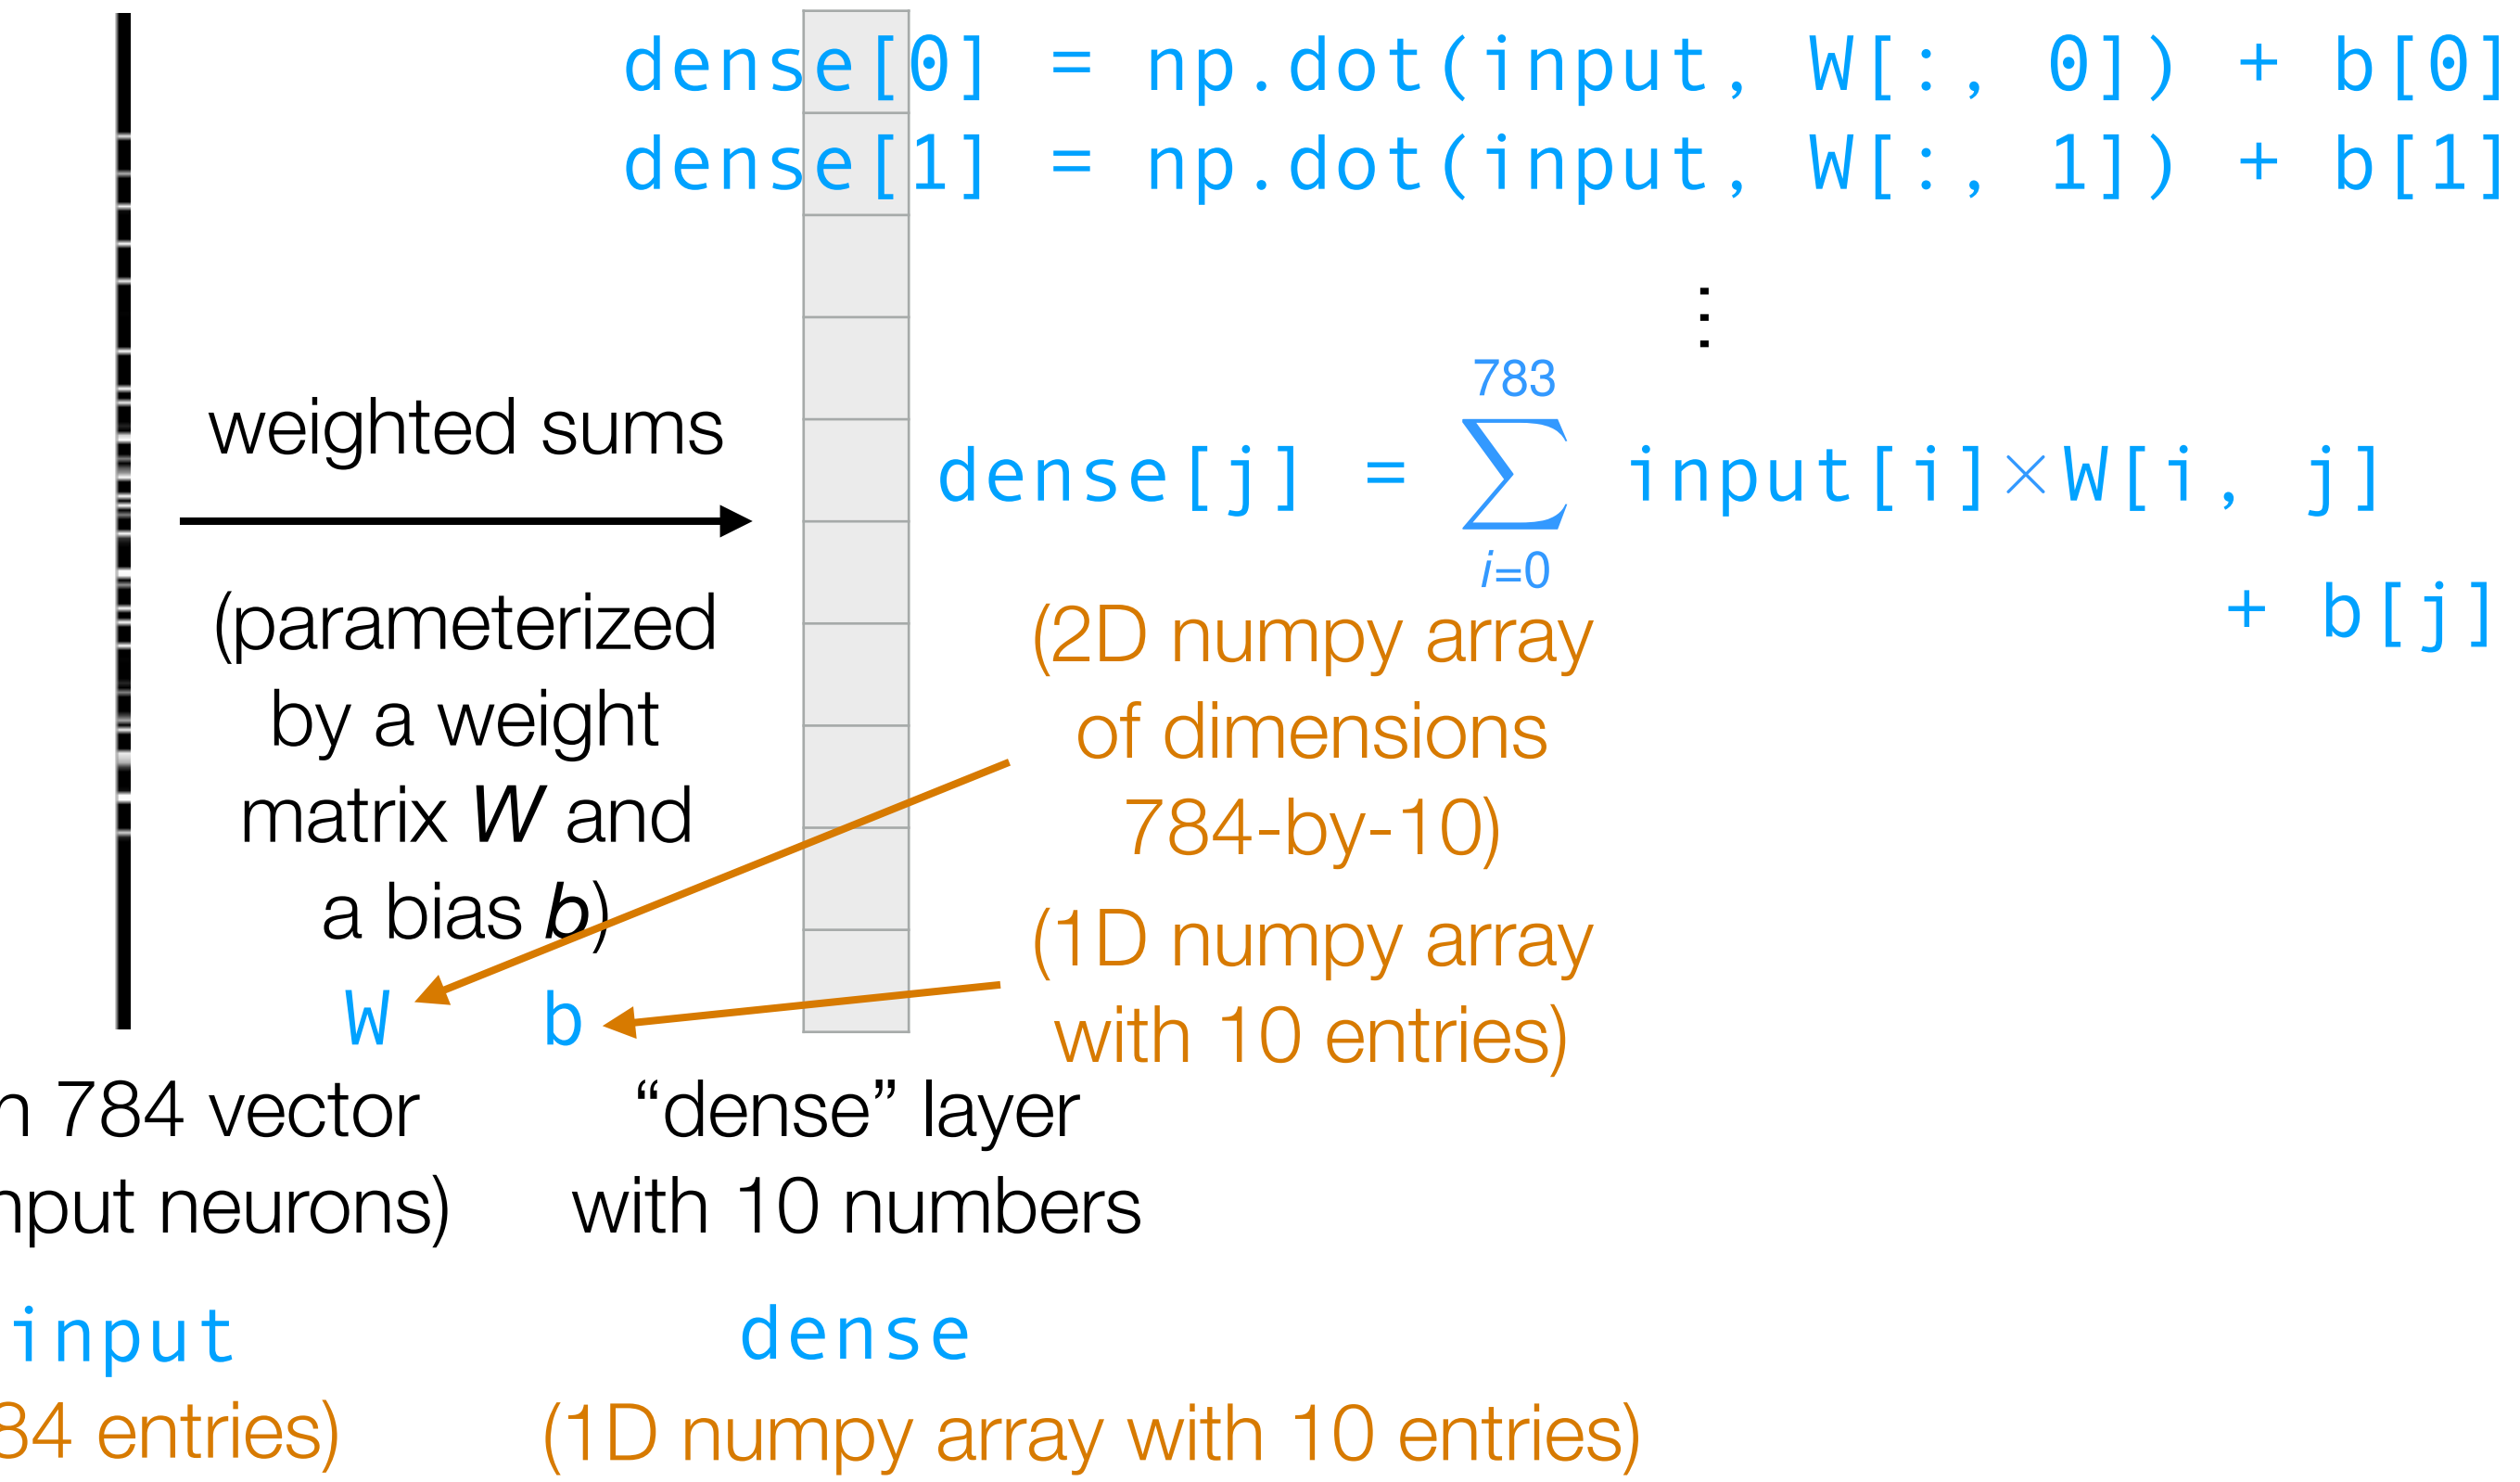 dense[0] = np.dot(input, W[:, 0]) + b[0]
dense[1] = np.dot(input, W[:, 1]) + b[1]
⋮
783
dense[j] = ∑ input[i]×W[i, j]
i=0
+ b[j]
weighted sums
(parameterized
by a weight
matrix W and
a bias b)
W b
(2D numpy array
of dimensions
784-by-10)
(1D numpy array
with 10 entries)
784 vector
neurons)
“dense” layer
with 10 numbers
input
dense
entries)
(1D numpy array with 10 entries)